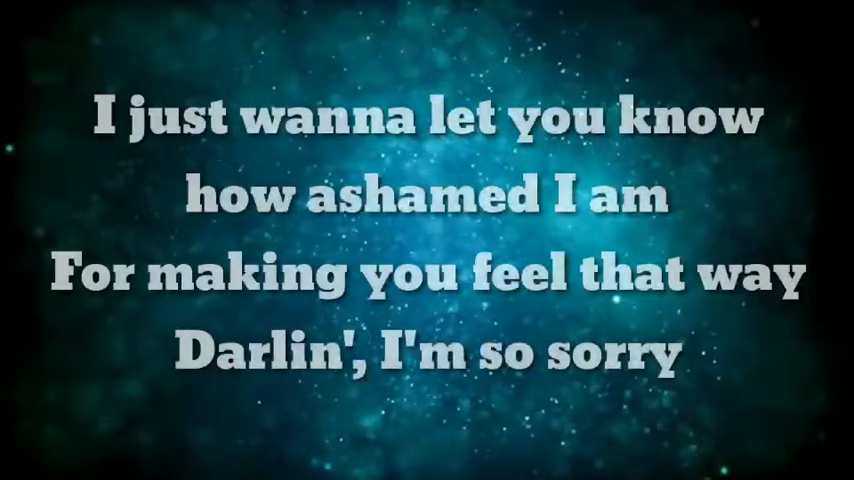 I just wanna let you know
how ashamed I am
For making you feel that way
Darlin', I'm so sorry